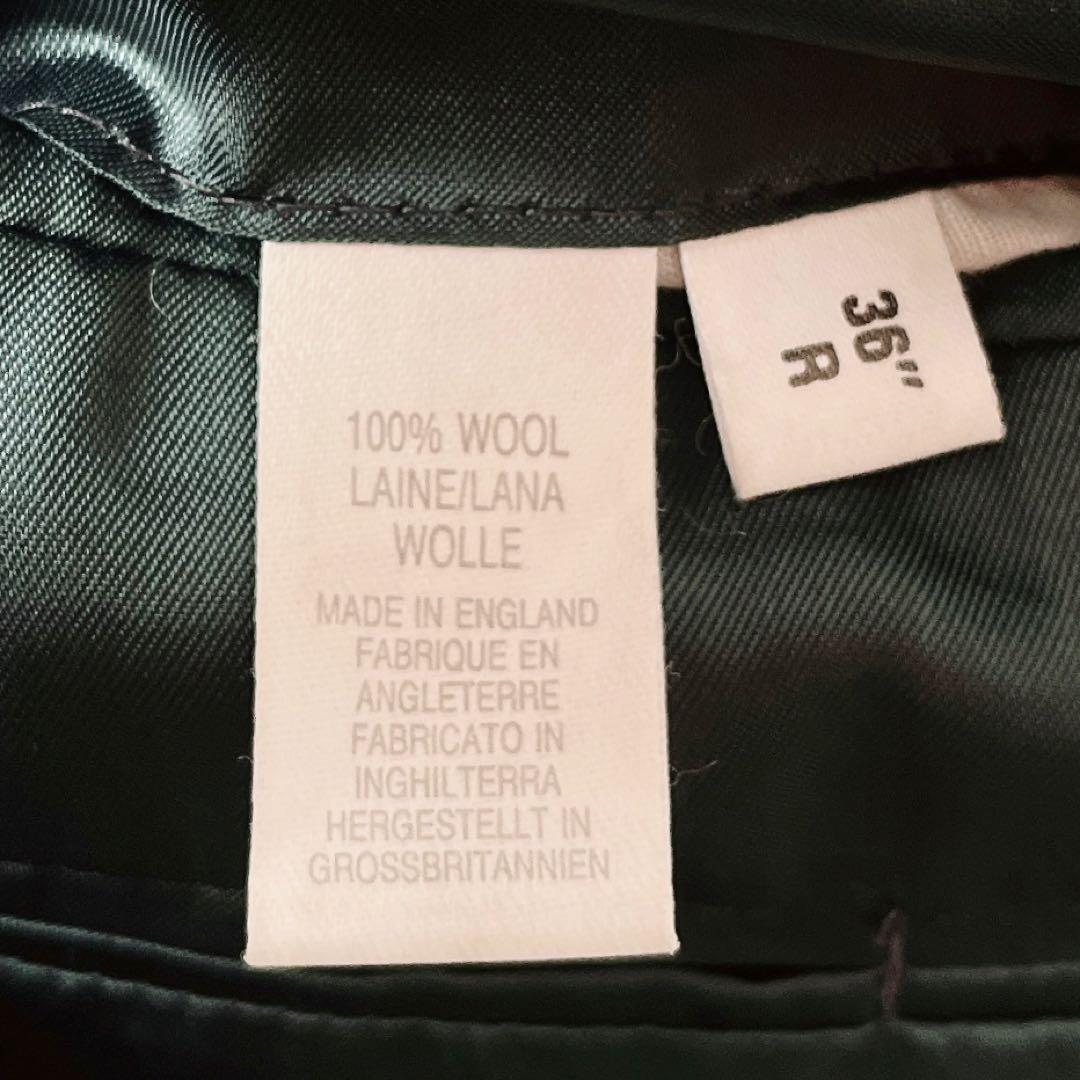 100% WOOL
LAINE/LANA
WOLLE
MADE IN ENGLAND
FABRIQUE EN
ANGLETERRE
FABRICATO IN
INGHILTERRA
HERGESTELLT IN
GROSSBRITANNIEN
36"
R